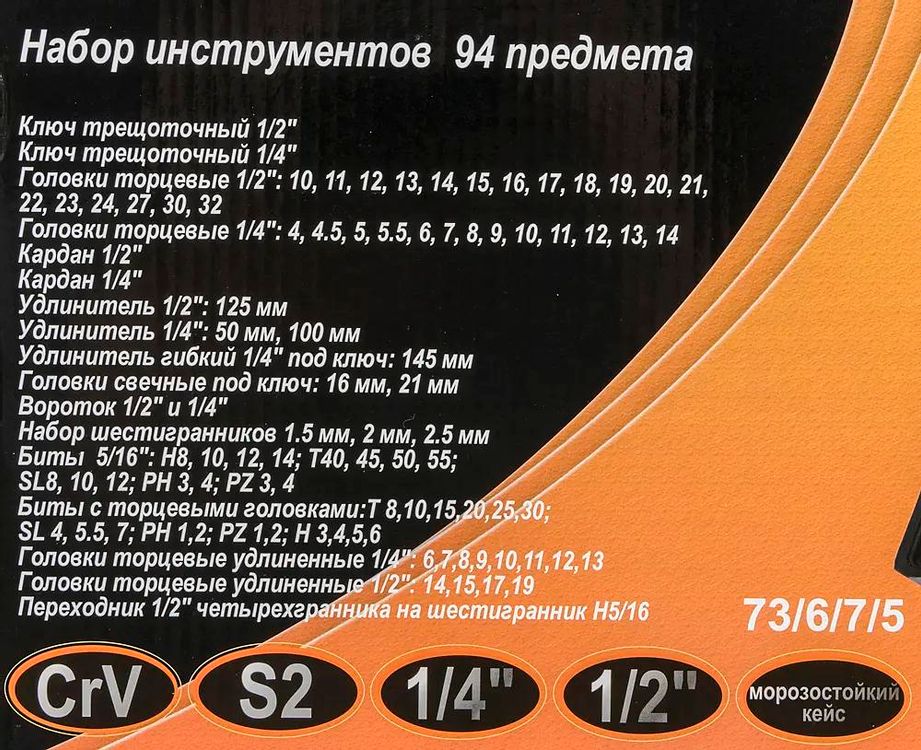 Набор инструментов 94 предмета
Ключ трещоточный 1/2"
Ключ трещоточный 1/4"
Головки торцевые 1/2": 10, 11, 12, 13, 14, 15, 16, 17, 18, 19, 20, 21,
22, 23, 24, 27, 30, 32
Головки торцевые 1/4": 4, 4.5, 5, 5.5, 6, 7, 8, 9, 10, 11, 12, 13, 14
Кардан 1/2"
Кардан 1/4"
Удлинитель 1/2": 125 мм
Удлинитель 1/4": 50 мм, 100 мм
Удлинитель гибкий 1/4" под ключ: 145 мм
Головки свечные под ключ: 16 мм, 21 мм
Вороток 1/2" и 1/4"
Набор шестигранников 1.5 мм, 2 мм, 2.5 мм
Биты 5/16": H8, 10, 12, 14; T40, 45, 50, 55;
SL8, 10, 12; PH 3, 4; PZ 3, 4
Биты с торцевыми головками:T 8,10,15,20,25,30;
SL 4, 5.5, 7; PH 1,2; PZ 1,2; H 3,4,5,6
Головки торцевые удлиненные 1/4": 6,7,8,9,10,11,12,13
Головки торцевые удлиненные 1/2": 14,15,17,19
Переходник 1/2" четырехгранника на шестигранник H5/16
73/6/7/5
CrV
S2
1/4"
1/2"
морозостойкий
кейс